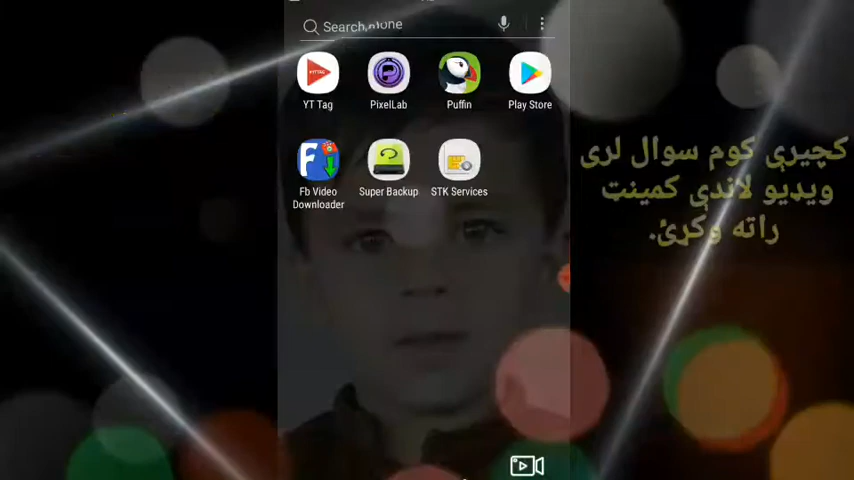 Search
YT Tag
PixelLab
Puffin
Play Store
Fb Video
Downloader
Super Backup
STK Services
کچیرې کوم سوال لری
ویډیو لاندې کمینټ
راته وکړئ.